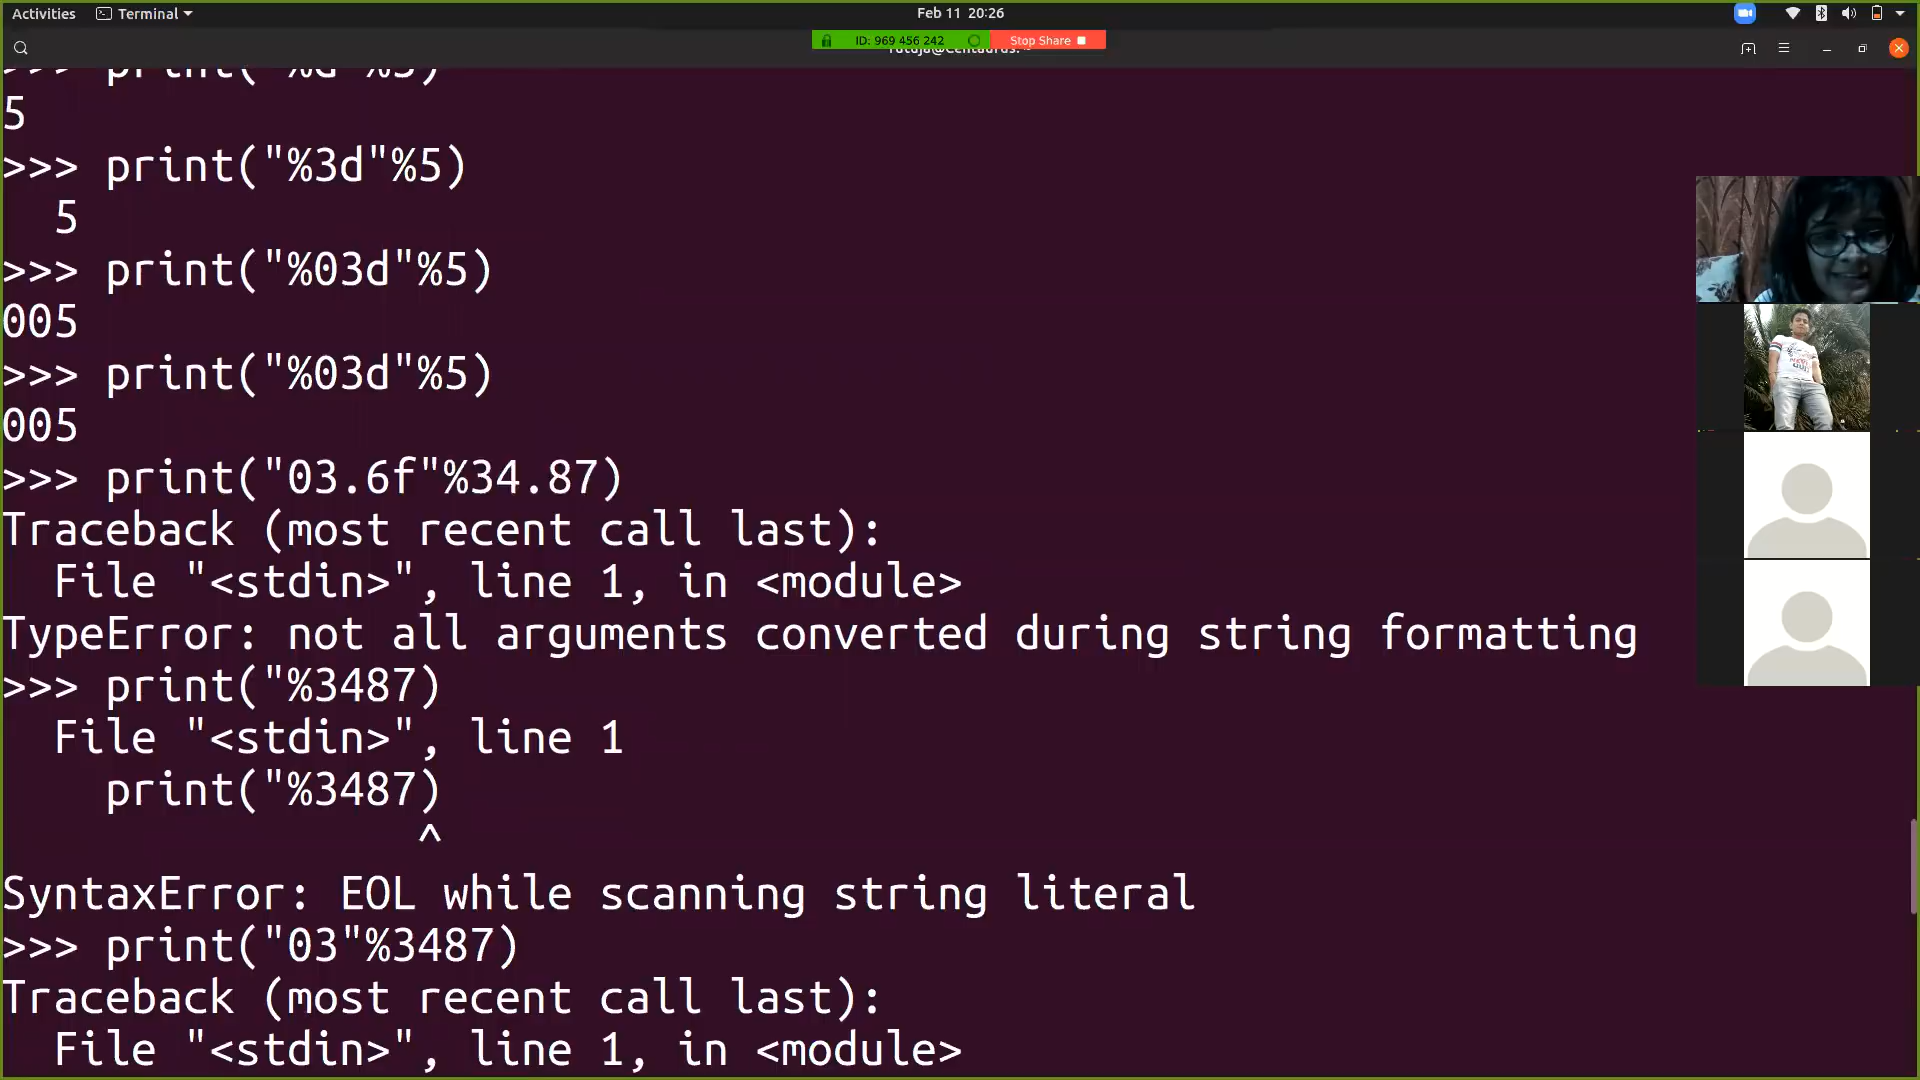 Activities Terminal Feb 11 20:26
ID: 969 456 242 Stop Share
5
>>> print("%3d"%5)
  5
>>> print("%03d"%5)
005
>>> print("%03d"%5)
005
>>> print("03.6f"%34.87)
Traceback (most recent call last):
  File "<stdin>", line 1, in <module>
TypeError: not all arguments converted during string formatting
>>> print("%3487)
  File "<stdin>", line 1
    print("%3487)
                ^
SyntaxError: EOL while scanning string literal
>>> print("03"%3487)
Traceback (most recent call last):
  File "<stdin>", line 1, in <module>